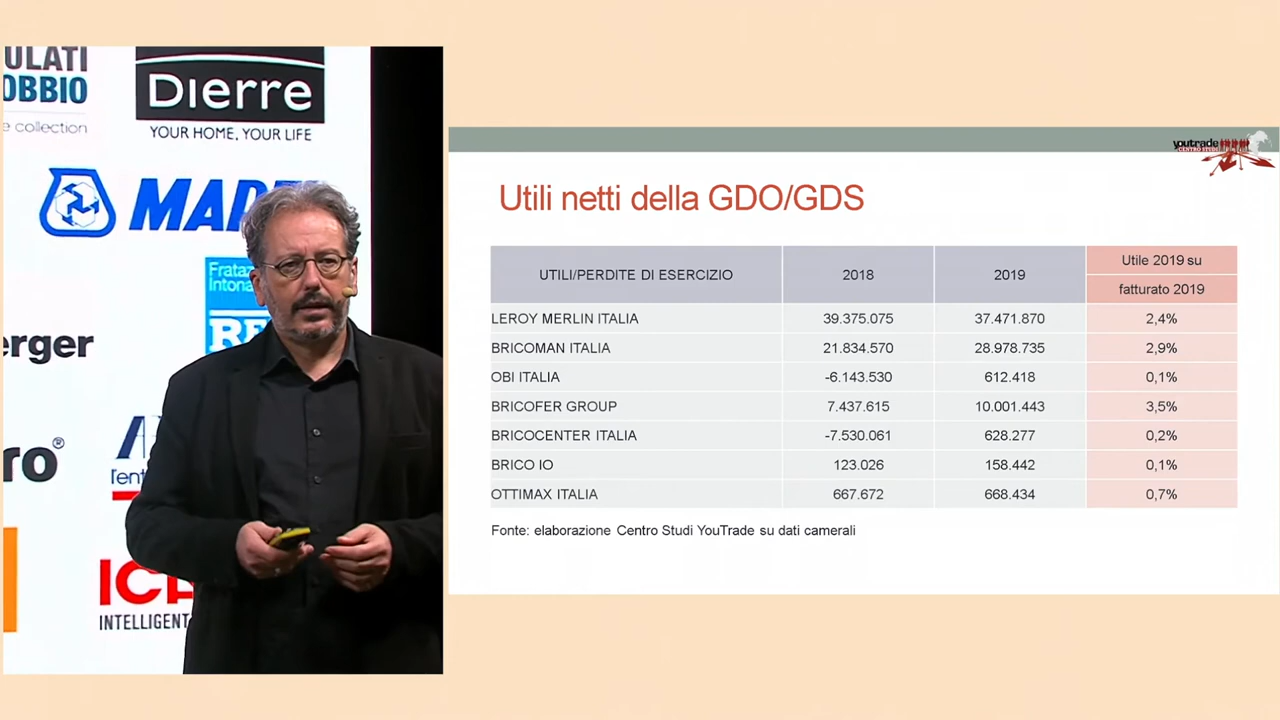 ULATI
OBBIO
e collection
Dierre
YOUR HOME, YOUR LIFE
Frataz
Intona
erger
ro®
INTELLIGENT
youtrade
CENTRO STUDI
Utili netti della GDO/GDS
UTILI/PERDITE DI ESERCIZIO 2018 2019 Utile 2019 su fatturato 2019
LEROY MERLIN ITALIA 39.375.075 37.471.870 2,4%
BRICOMAN ITALIA 21.834.570 28.978.735 2,9%
OBI ITALIA -6.143.530 612.418 0,1%
BRICOFER GROUP 7.437.615 10.001.443 3,5%
BRICOCENTER ITALIA -7.530.061 628.277 0,2%
BRICO IO 123.026 158.442 0,1%
OTTIMAX ITALIA 667.672 668.434 0,7%
Fonte: elaborazione Centro Studi YouTrade su dati camerali